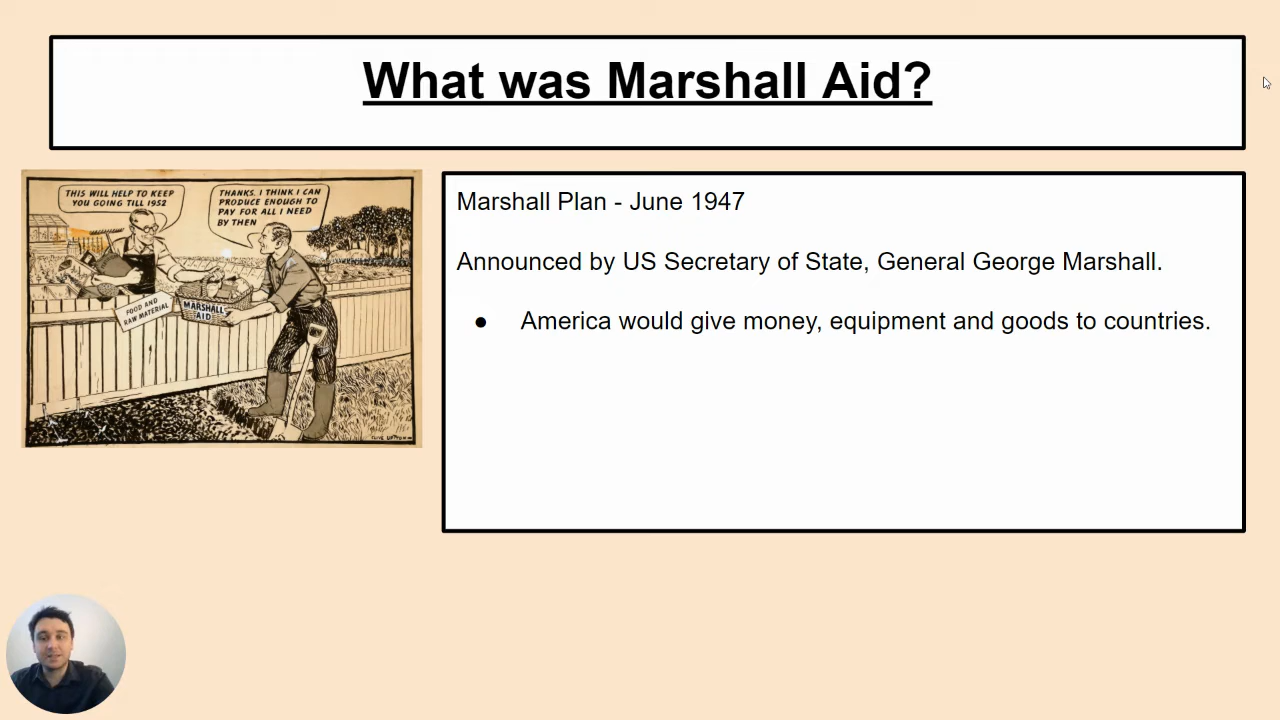 What was Marshall Aid?
THIS WILL HELP TO KEEP
YOU GOING TILL 1952
THANKS. I THINK I CAN
PRODUCE ENOUGH TO
PAY FOR ALL I NEED
BY THEN
FOOD AND
RAW MATERIAL
MARSHALL
AID
CLIVE UPTTON
Marshall Plan - June 1947
Announced by US Secretary of State, General George Marshall.
● America would give money, equipment and goods to countries.